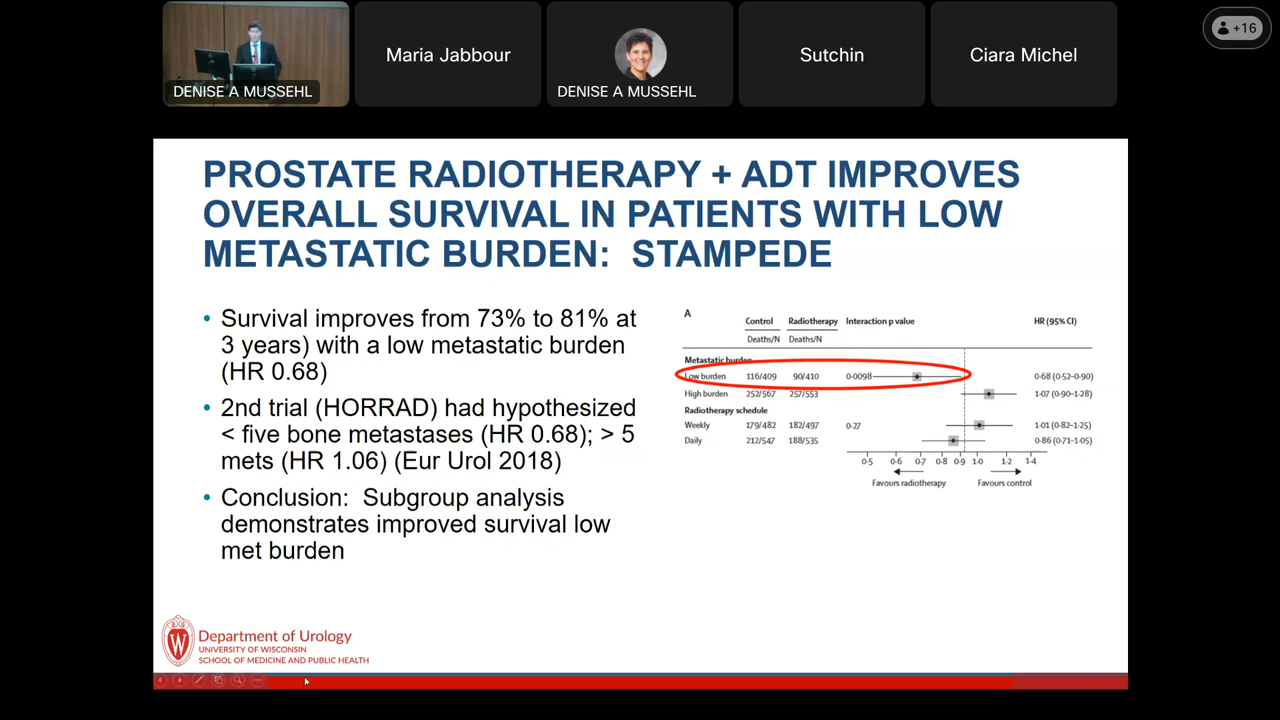 +16
DENISE A MUSSEHL
Maria Jabbour
DENISE A MUSSEHL
Sutchin
Ciara Michel
PROSTATE RADIOTHERAPY + ADT IMPROVES
OVERALL SURVIVAL IN PATIENTS WITH LOW
METASTATIC BURDEN: STAMPEDE
• Survival improves from 73% to 81% at
3 years) with a low metastatic burden
(HR 0.68)
• 2nd trial (HORRAD) had hypothesized
< five bone metastases (HR 0.68); > 5
mets (HR 1.06) (Eur Urol 2018)
• Conclusion: Subgroup analysis
demonstrates improved survival low
met burden
A
Control Radiotherapy Interaction p value HR (95% CI)
Deaths/N Deaths/N
Metastatic burden
Low burden 116/409 90/410 0·0098 0·68 (0·52–0·90)
High burden 252/567 257/553 1·07 (0·90–1·28)
Radiotherapy schedule
Weekly 179/482 182/497 0·27 1·01 (0·82–1·25)
Daily 212/547 188/535 0·86 (0·71–1·05)
0·5 0·6 0·7 0·8 0·9 1·0 1·2 1·4
Favours radiotherapy Favours control
W
Department of Urology
UNIVERSITY OF WISCONSIN
SCHOOL OF MEDICINE AND PUBLIC HEALTH